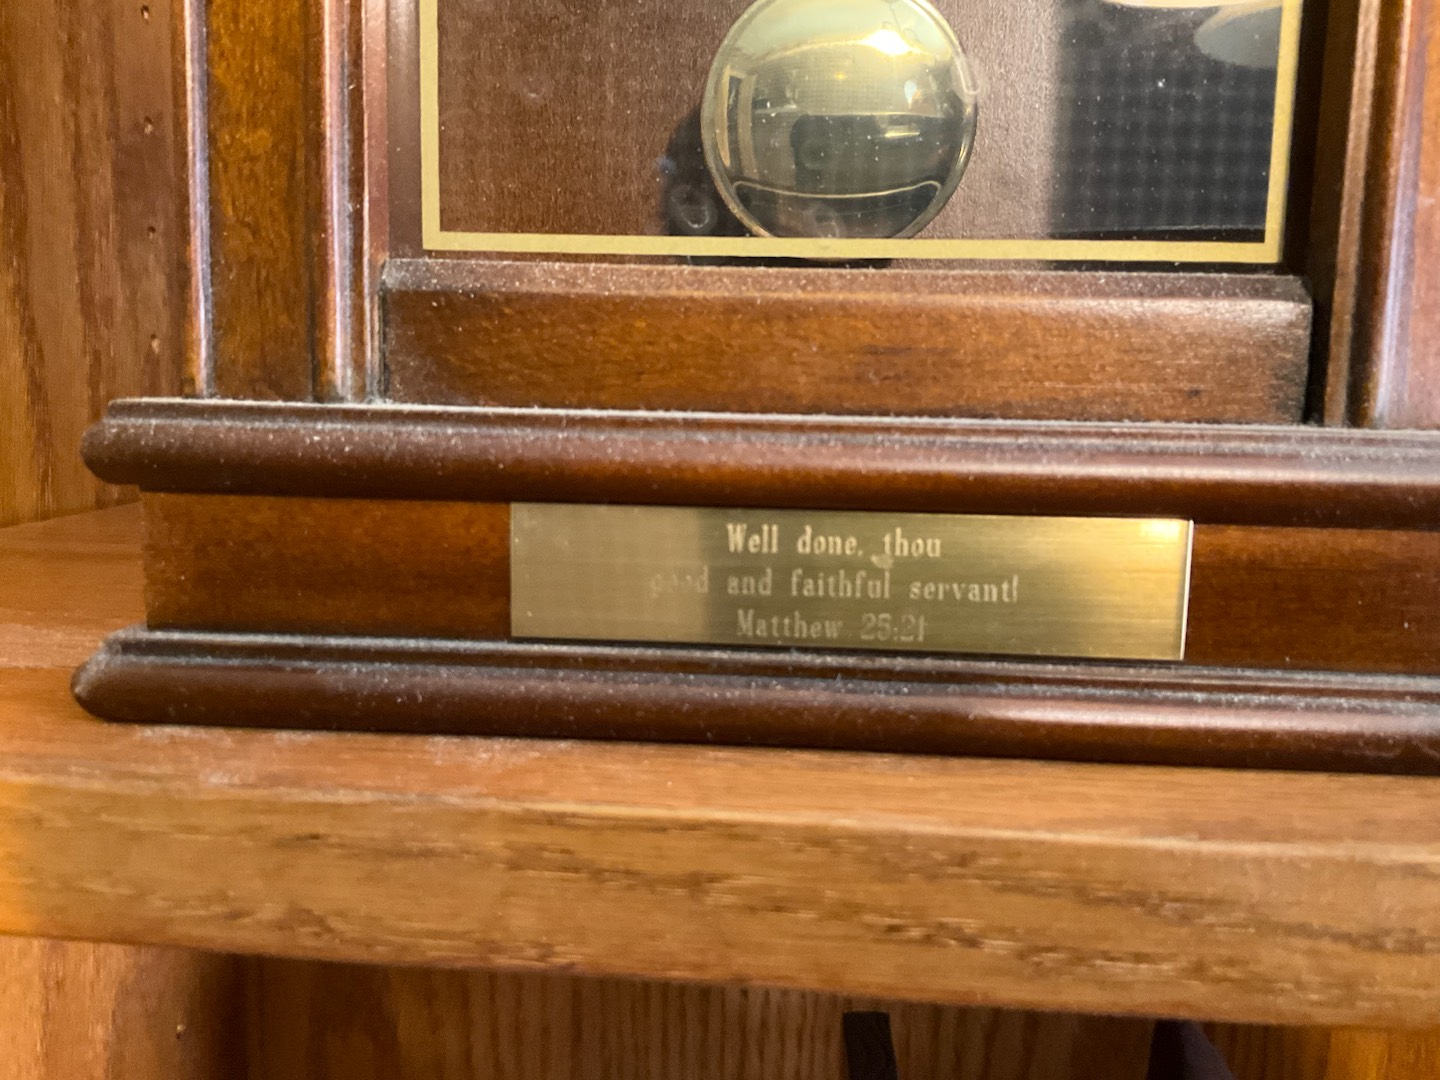 Well done, thou
good and faithful servant!
Matthew 25:21